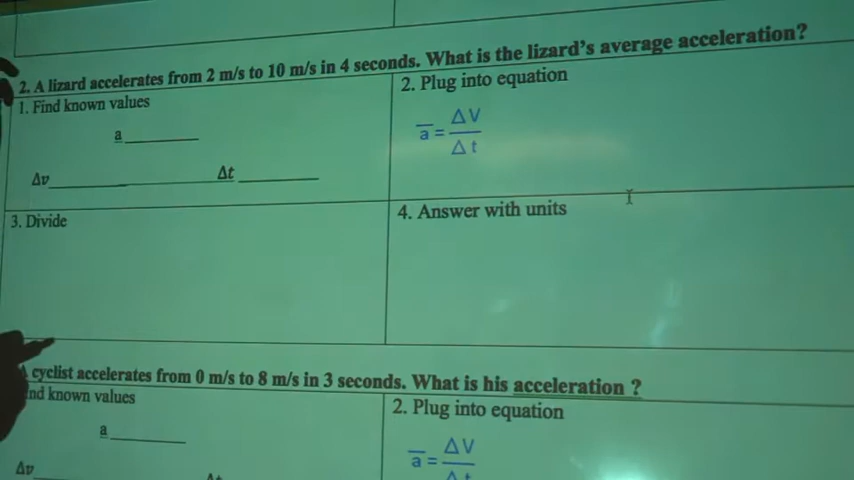 2. A lizard accelerates from 2 m/s to 10 m/s in 4 seconds. What is the lizard's average acceleration?
1. Find known values
2. Plug into equation
a
a = ΔV
Δt
Δv Δt
3. Divide
4. Answer with units
cyclist accelerates from 0 m/s to 8 m/s in 3 seconds. What is his acceleration ?
known values
2. Plug into equation
a
a = ΔV
Δv